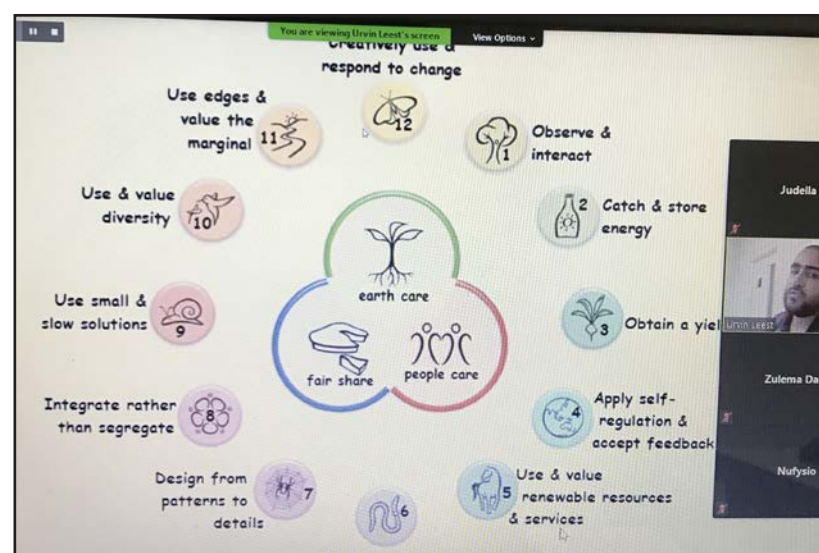 You are viewing Urvin Leest's screen
View Options
Creatively use &
respond to change
12
Use edges &
value the
marginal
11
1
Observe &
interact
Use & value
diversity
10
2
Catch & store
energy
earth care
Use small &
slow solutions
9
3
Obtain a yiel
Urvin Leest
Judella
fair share
people care
Zulema Da
Integrate rather
than segregate
8
4
Apply self-
regulation &
accept feedback
Nufysio
Design from
patterns to
details
7
6
5
Use & value
renewable resources
& services